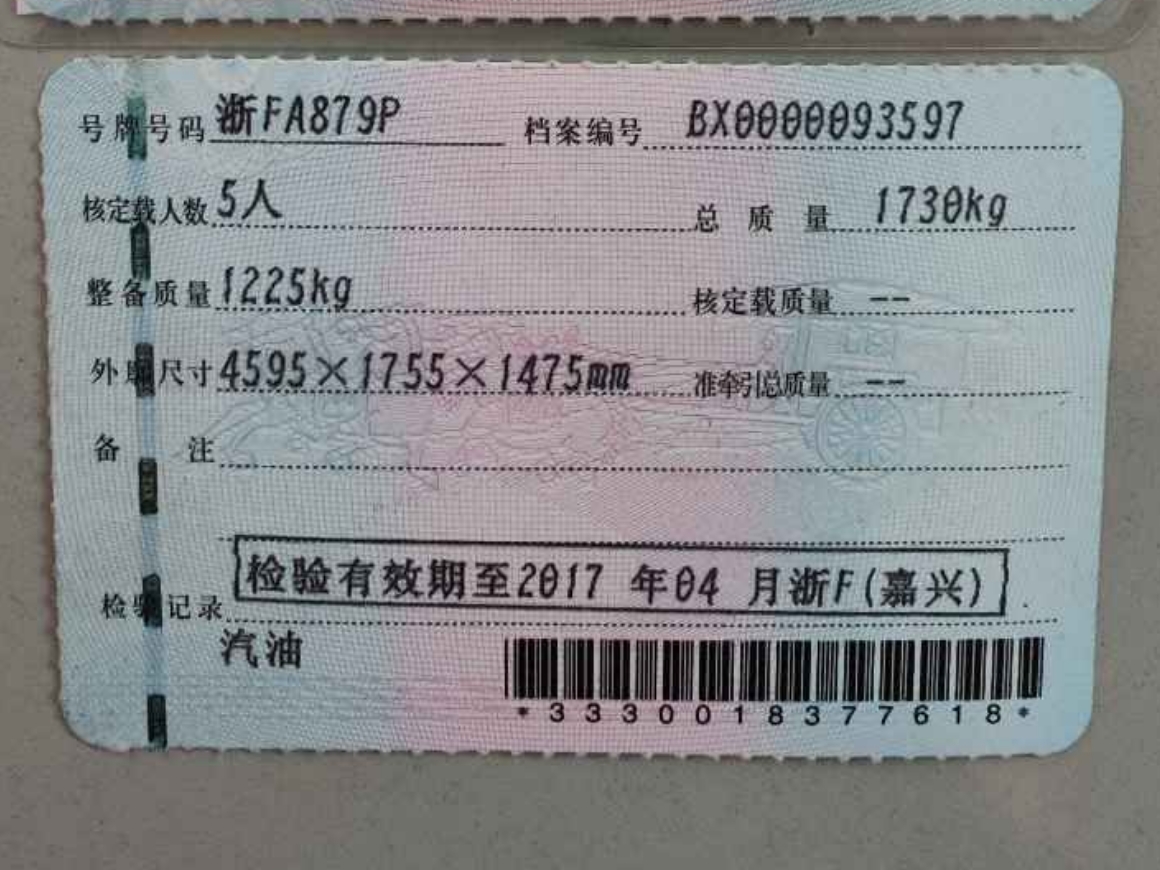 号牌号码 浙FA879P 档案编号 BX0000093597
核定载人数 5人 总质量 1730kg
整备质量 1225kg 核定载质量 --
外廓尺寸 4595×1755×1475mm 准牵引总质量 --
备注
检验记录 检验有效期至2017 年04 月浙F(嘉兴)
汽油
*3330018377618*